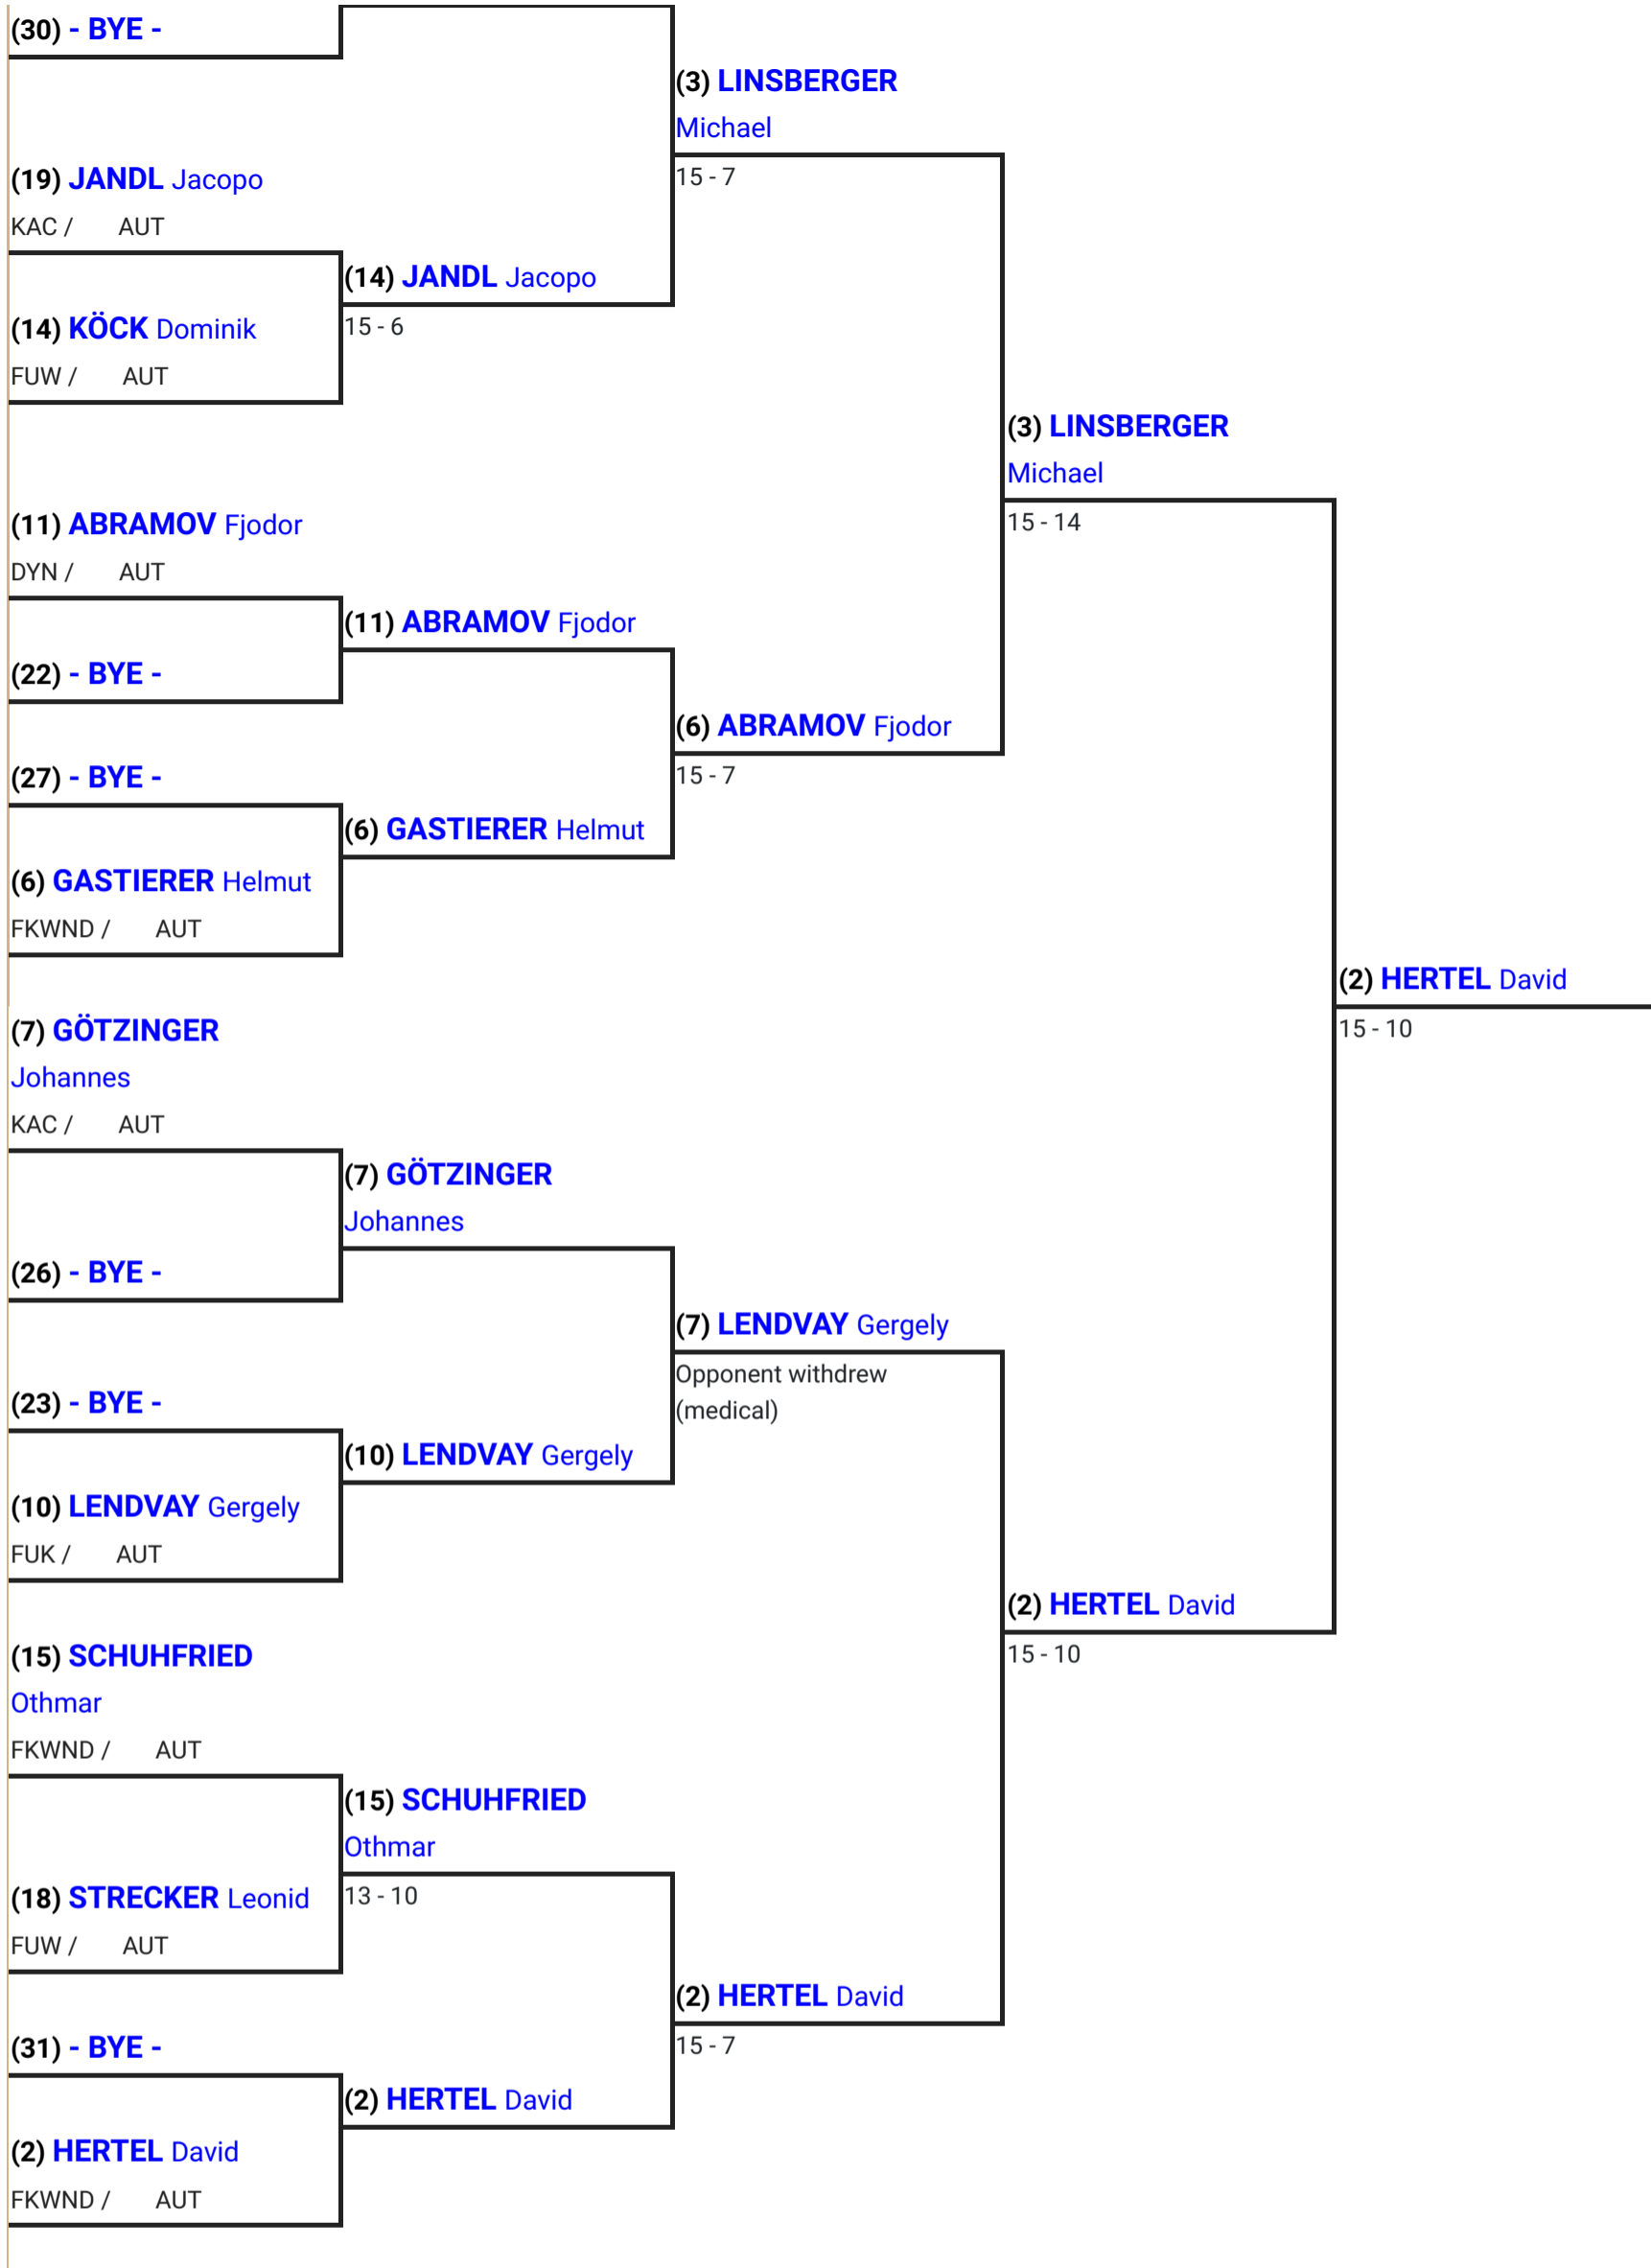 (30) - BYE -
(3) LINSBERGER
Michael
15 - 7
(19) JANDL Jacopo
KAC / AUT
(14) JANDL Jacopo
15 - 6
(14) KÖCK Dominik
FUW / AUT
(3) LINSBERGER
Michael
15 - 14
(11) ABRAMOV Fjodor
DYN / AUT
(11) ABRAMOV Fjodor
(22) - BYE -
(6) ABRAMOV Fjodor
15 - 7
(27) - BYE -
(6) GASTIERER Helmut
(6) GASTIERER Helmut
FKWND / AUT
(2) HERTEL David
15 - 10
(7) GÖTZINGER
Johannes
KAC / AUT
(7) GÖTZINGER
Johannes
(26) - BYE -
(7) LENDVAY Gergely
Opponent withdrew
(medical)
(23) - BYE -
(10) LENDVAY Gergely
(10) LENDVAY Gergely
FUK / AUT
(2) HERTEL David
15 - 10
(15) SCHUHFRIED
Othmar
FKWND / AUT
(15) SCHUHFRIED
Othmar
13 - 10
(18) STRECKER Leonid
FUW / AUT
(2) HERTEL David
15 - 7
(31) - BYE -
(2) HERTEL David
(2) HERTEL David
FKWND / AUT